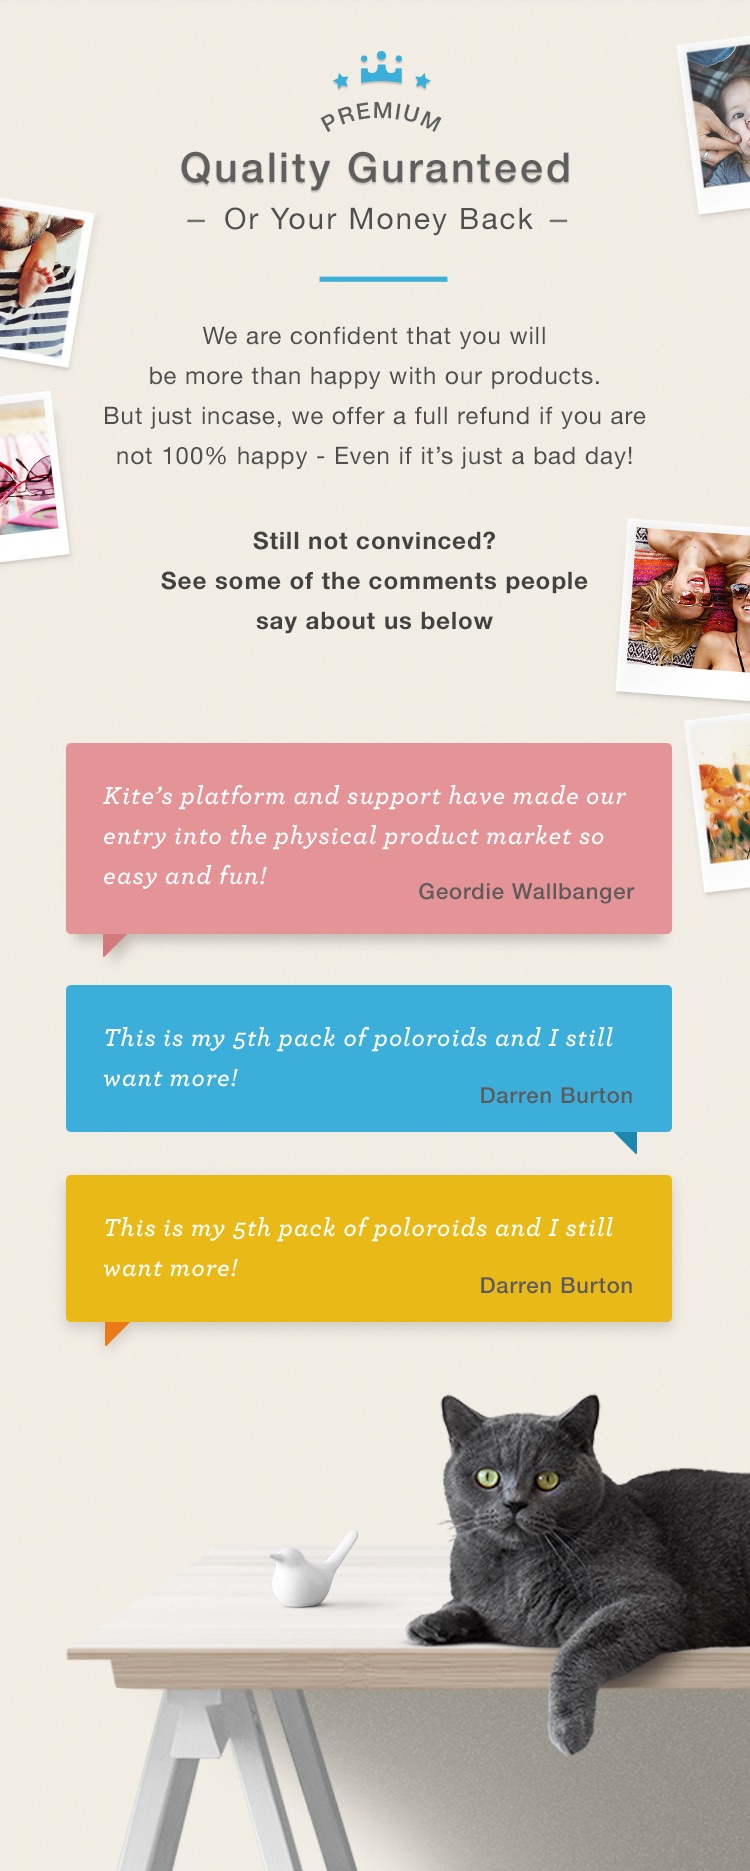 PREMIUM
Quality Guranteed
– Or Your Money Back –
We are confident that you will
be more than happy with our products.
But just incase, we offer a full refund if you are
not 100% happy - Even if it’s just a bad day!
Still not convinced?
See some of the comments people
say about us below
Kite’s platform and support have made our
entry into the physical product market so
easy and fun!
Geordie Wallbanger
This is my 5th pack of poloroids and I still
want more!
Darren Burton
This is my 5th pack of poloroids and I still
want more!
Darren Burton